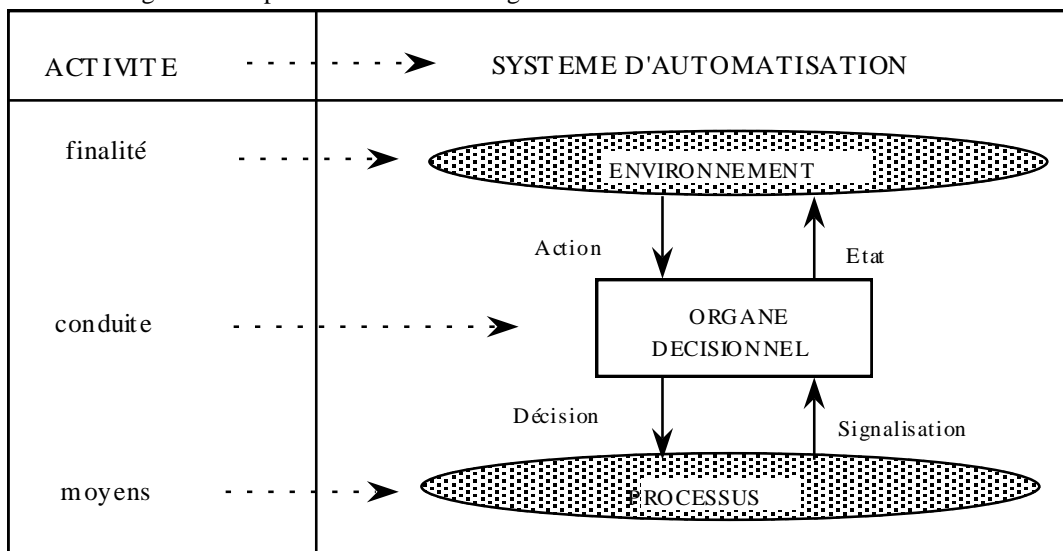 ACTIVITE
SYSTEME D'AUTOMATISATION
finalité
ENVIRONNEMENT
Action
Etat
conduite
ORGANE
DECISIONNEL
Décision
Signalisation
moyens
PROCESSUS